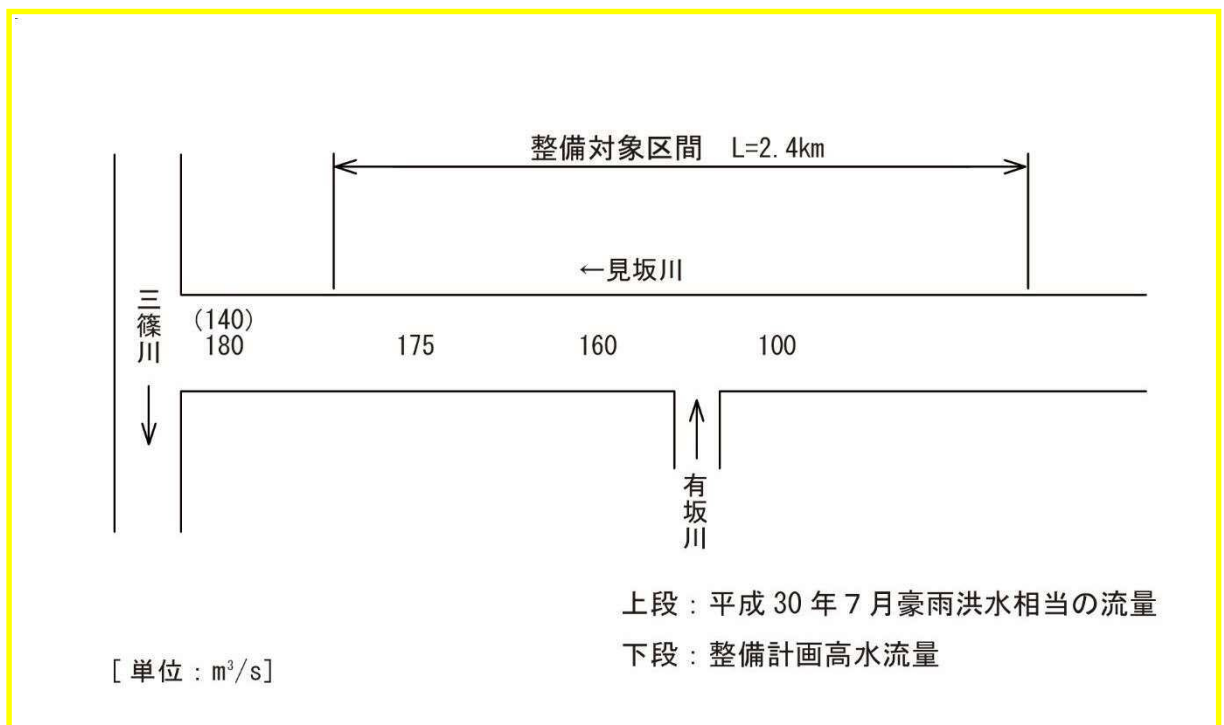 整備対象区間 L=2.4km
←見坂川
三篠川
(140)
180
175
160
100
有坂川
上段：平成30年7月豪雨洪水相当の流量
下段：整備計画高水流量
[単位：m³/s]